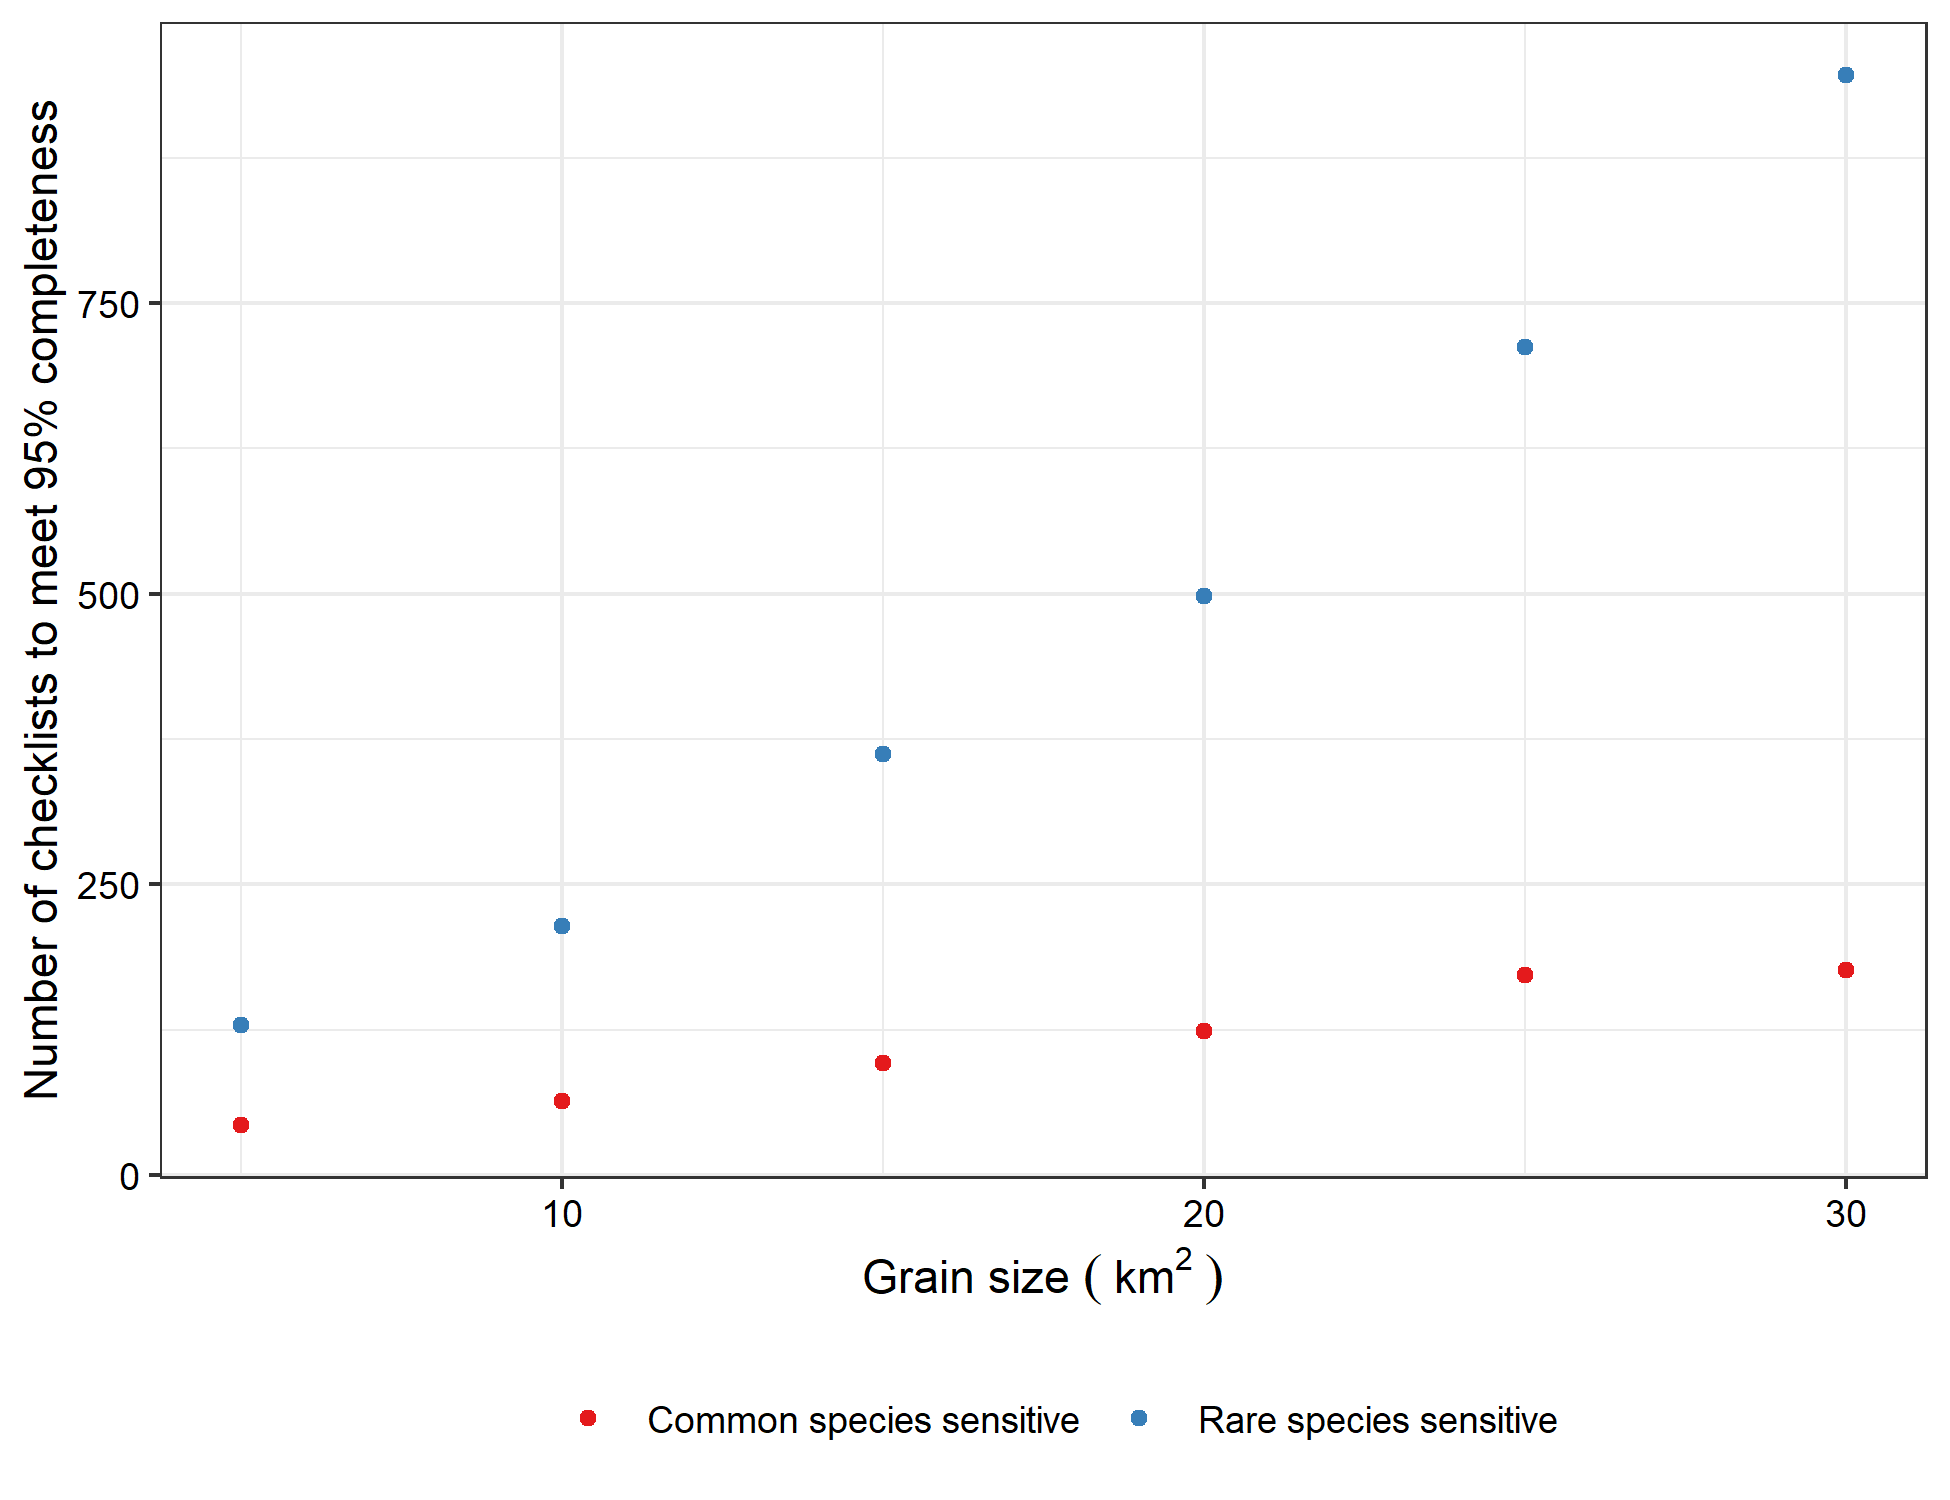 Number of checklists to meet 95% completeness
750
500
250
0
10 20 30
Grain size ( km² )
Common species sensitive Rare species sensitive